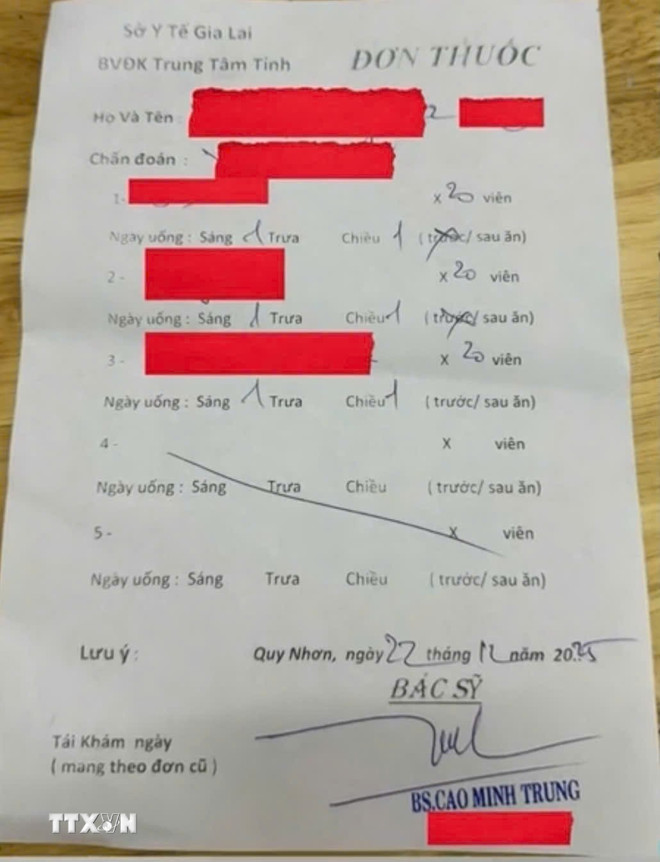 Sở Y Tế Gia Lai
BVĐK Trung Tâm Tỉnh
ĐƠN THUỐC
Họ Và Tên
Chẩn đoán :
1- x 20 viên
Ngày uống : Sáng 1 Trưa Chiều 1 ( trước/ sau ăn)
2 - x 20 viên
Ngày uống : Sáng 1 Trưa Chiều 1 ( trước/ sau ăn)
3 - x 20 viên
Ngày uống : Sáng 1 Trưa Chiều 1 ( trước/ sau ăn)
4 - x viên
Ngày uống : Sáng Trưa Chiều ( trước/ sau ăn)
5 - x viên
Ngày uống : Sáng Trưa Chiều ( trước/ sau ăn)
Lưu ý : Quy Nhơn, ngày 22 tháng 12 năm 2025
BÁC SỸ
Tái Khám ngày
( mang theo đơn cũ )
BS.CAO MINH TRUNG
TTXVN